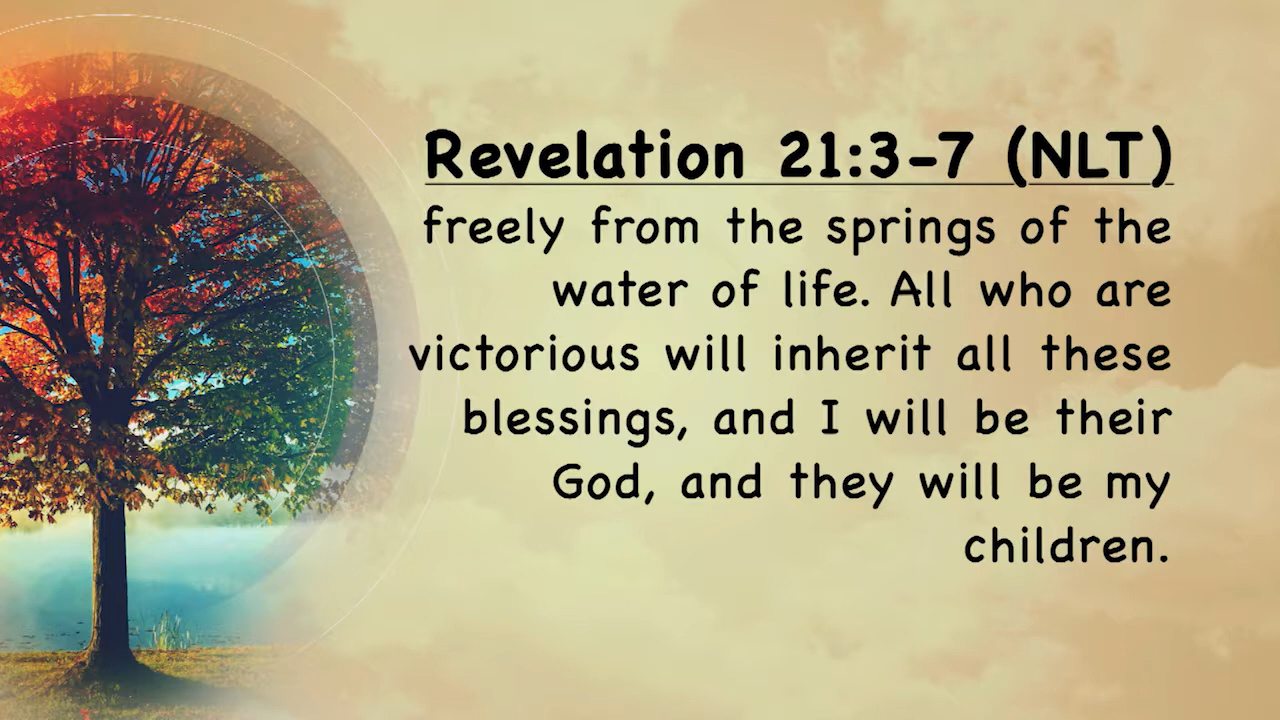 Revelation 21:3-7 (NLT)
freely from the springs of the
water of life. All who are
victorious will inherit all these
blessings, and I will be their
God, and they will be my
children.